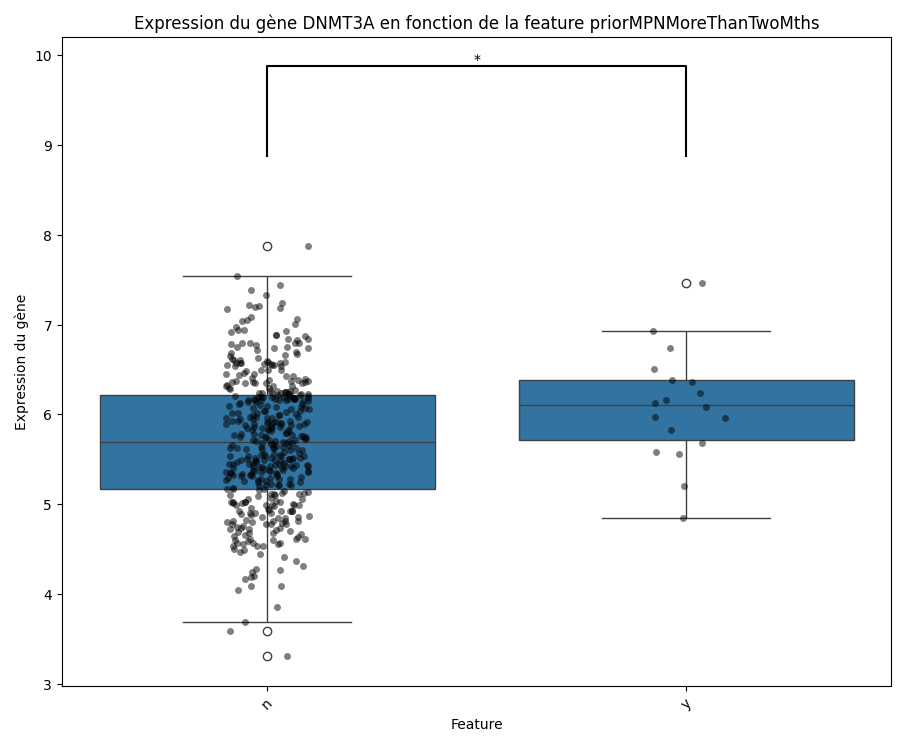 Expression du gène DNMT3A en fonction de la feature priorMPNMoreThanTwoMths
*
10
9
8
7
6
5
4
3
Expression du gène
n
y
Feature